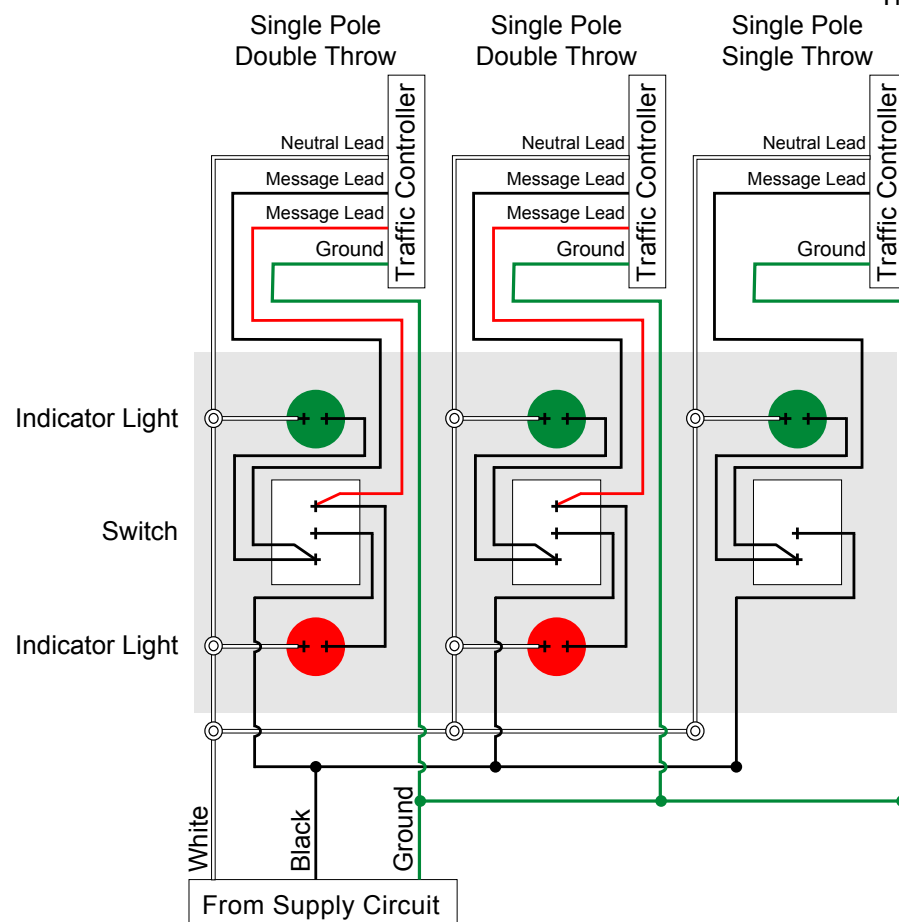 Single Pole
Double Throw
Single Pole
Double Throw
Single Pole
Single Throw
Traffic Controller
Neutral Lead
Message Lead
Message Lead
Ground
Traffic Controller
Neutral Lead
Message Lead
Message Lead
Ground
Traffic Controller
Neutral Lead
Message Lead
Ground
Indicator Light
Switch
Indicator Light
White
Black
Ground
From Supply Circuit